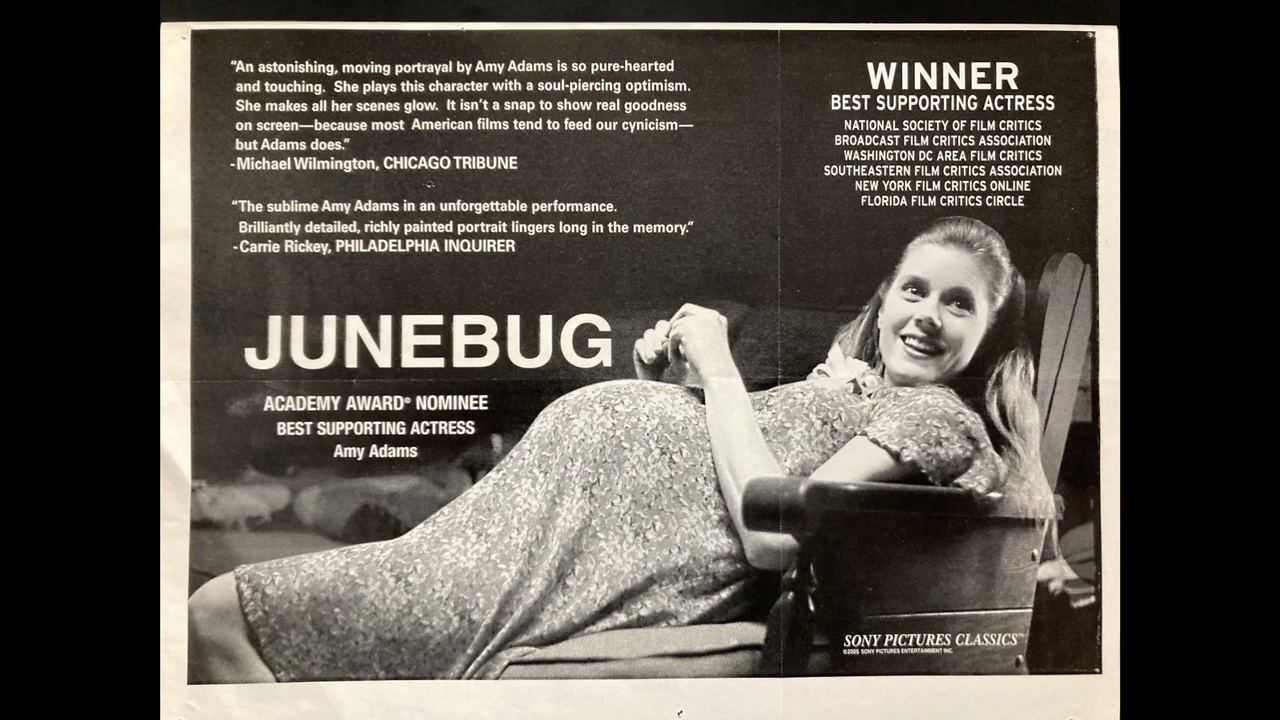 "An astonishing, moving portrayal by Amy Adams is so pure-hearted
and touching. She plays this character with a soul-piercing optimism.
She makes all her scenes glow. It isn't a snap to show real goodness
on screen—because most American films tend to feed our cynicism—
but Adams does."
-Michael Wilmington, CHICAGO TRIBUNE
"The sublime Amy Adams in an unforgettable performance.
Brilliantly detailed, richly painted portrait lingers long in the memory."
-Carrie Rickey, PHILADELPHIA INQUIRER
WINNER
BEST SUPPORTING ACTRESS
NATIONAL SOCIETY OF FILM CRITICS
BROADCAST FILM CRITICS ASSOCIATION
WASHINGTON DC AREA FILM CRITICS
SOUTHEASTERN FILM CRITICS ASSOCIATION
NEW YORK FILM CRITICS ONLINE
FLORIDA FILM CRITICS CIRCLE
JUNEBUG
ACADEMY AWARD® NOMINEE
BEST SUPPORTING ACTRESS
Amy Adams
SONY PICTURES CLASSICS™
©2005 SONY PICTURES ENTERTAINMENT INC.